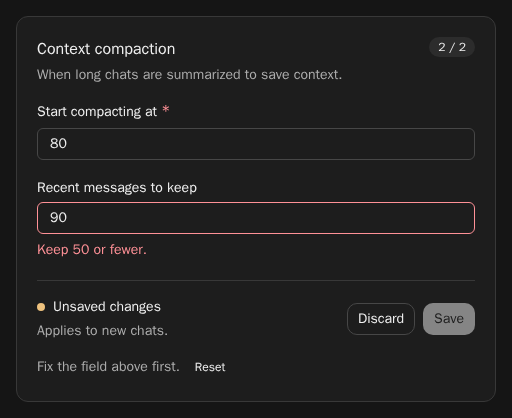 Context compaction
2 / 2
When long chats are summarized to save context.
Start compacting at *
80
Recent messages to keep
90
Keep 50 or fewer.
Unsaved changes
Applies to new chats.
Discard
Save
Fix the field above first. Reset